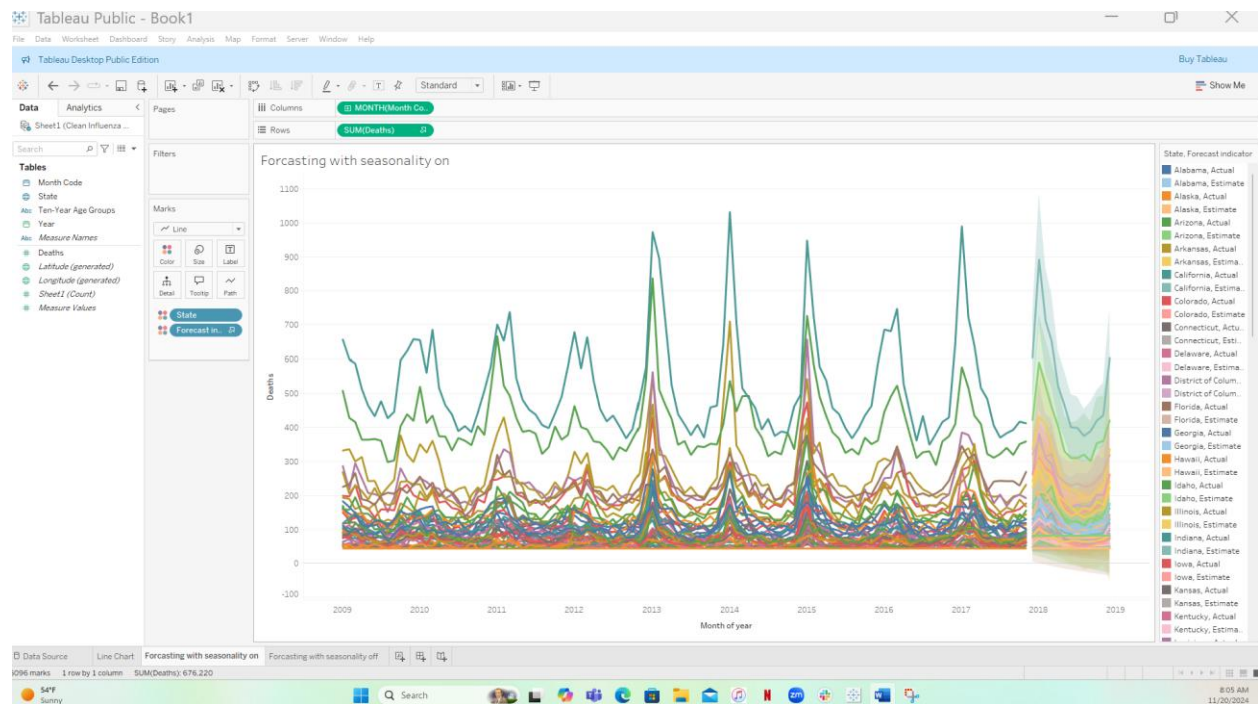 Tableau Public - Book1
File Data Worksheet Dashboard Story Analysis Map Format Server Window Help
Tableau Desktop Public Edition
Buy Tableau
Standard
Show Me
Data
Analytics
Sheet1 (Clean Influenza ...
Search
Tables
Month Code
State
Abc Ten-Year Age Groups
Year
Abc Measure Names
# Deaths
Latitude (generated)
Longitude (generated)
# Sheet1 (Count)
# Measure Values
Pages
Filters
Marks
Line
Color Size Label
Detail Tooltip Path
State
Forecast in..
Columns
MONTH(Month Co..
Rows
SUM(Deaths)
Forcasting with seasonality on
1100
1000
900
800
700
600
500
400
300
200
100
0
-100
Deaths
2009 2010 2011 2012 2013 2014 2015 2016 2017 2018 2019
Month of year
State, Forecast indicator
Alabama, Actual
Alabama, Estimate
Alaska, Actual
Alaska, Estimate
Arizona, Actual
Arizona, Estimate
Arkansas, Actual
Arkansas, Estima..
California, Actual
California, Estima..
Colorado, Actual
Colorado, Estimate
Connecticut, Actu..
Connecticut, Esti..
Delaware, Actual
Delaware, Estima..
District of Colum..
District of Colum..
Florida, Actual
Florida, Estimate
Georgia, Actual
Georgia, Estimate
Hawaii, Actual
Hawaii, Estimate
Idaho, Actual
Idaho, Estimate
Illinois, Actual
Illinois, Estimate
Indiana, Actual
Indiana, Estimate
Iowa, Actual
Iowa, Estimate
Kansas, Actual
Kansas, Estimate
Kentucky, Actual
Kentucky, Estima..
Data Source Line Chart Forcasting with seasonality on Forcasting with seasonality off
6096 marks 1 row by 1 column SUM(Deaths): 676,220
54°F
Sunny
Search
zm
8:05 AM
11/20/2024